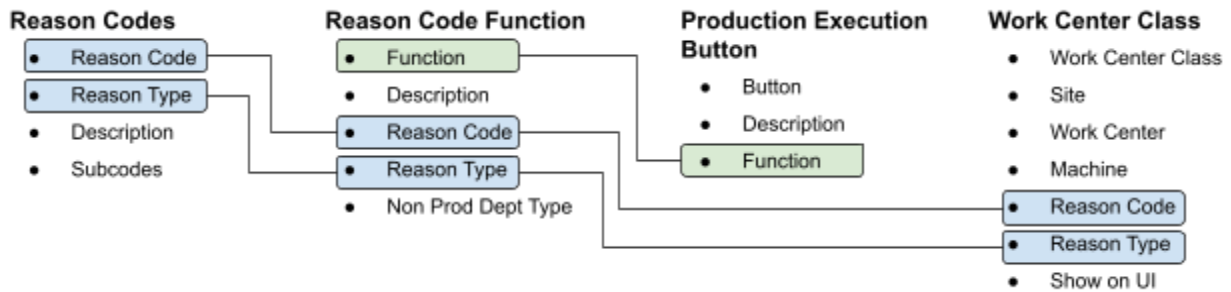 Reason Codes
• Reason Code
• Reason Type
• Description
• Subcodes
Reason Code Function
• Function
• Description
• Reason Code
• Reason Type
• Non Prod Dept Type
Production Execution
Button
• Button
• Description
• Function
Work Center Class
• Work Center Class
• Site
• Work Center
• Machine
• Reason Code
• Reason Type
• Show on UI